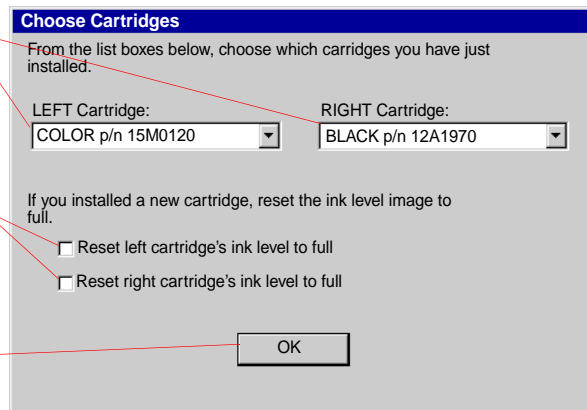 Choose Cartridges
From the list boxes below, choose which carridges you have just
installed.
LEFT Cartridge:
RIGHT Cartridge:
COLOR p/n 15M0120
BLACK p/n 12A1970
If you installed a new cartridge, reset the ink level image to
full.
Reset left cartridge's ink level to full
Reset right cartridge's ink level to full
OK